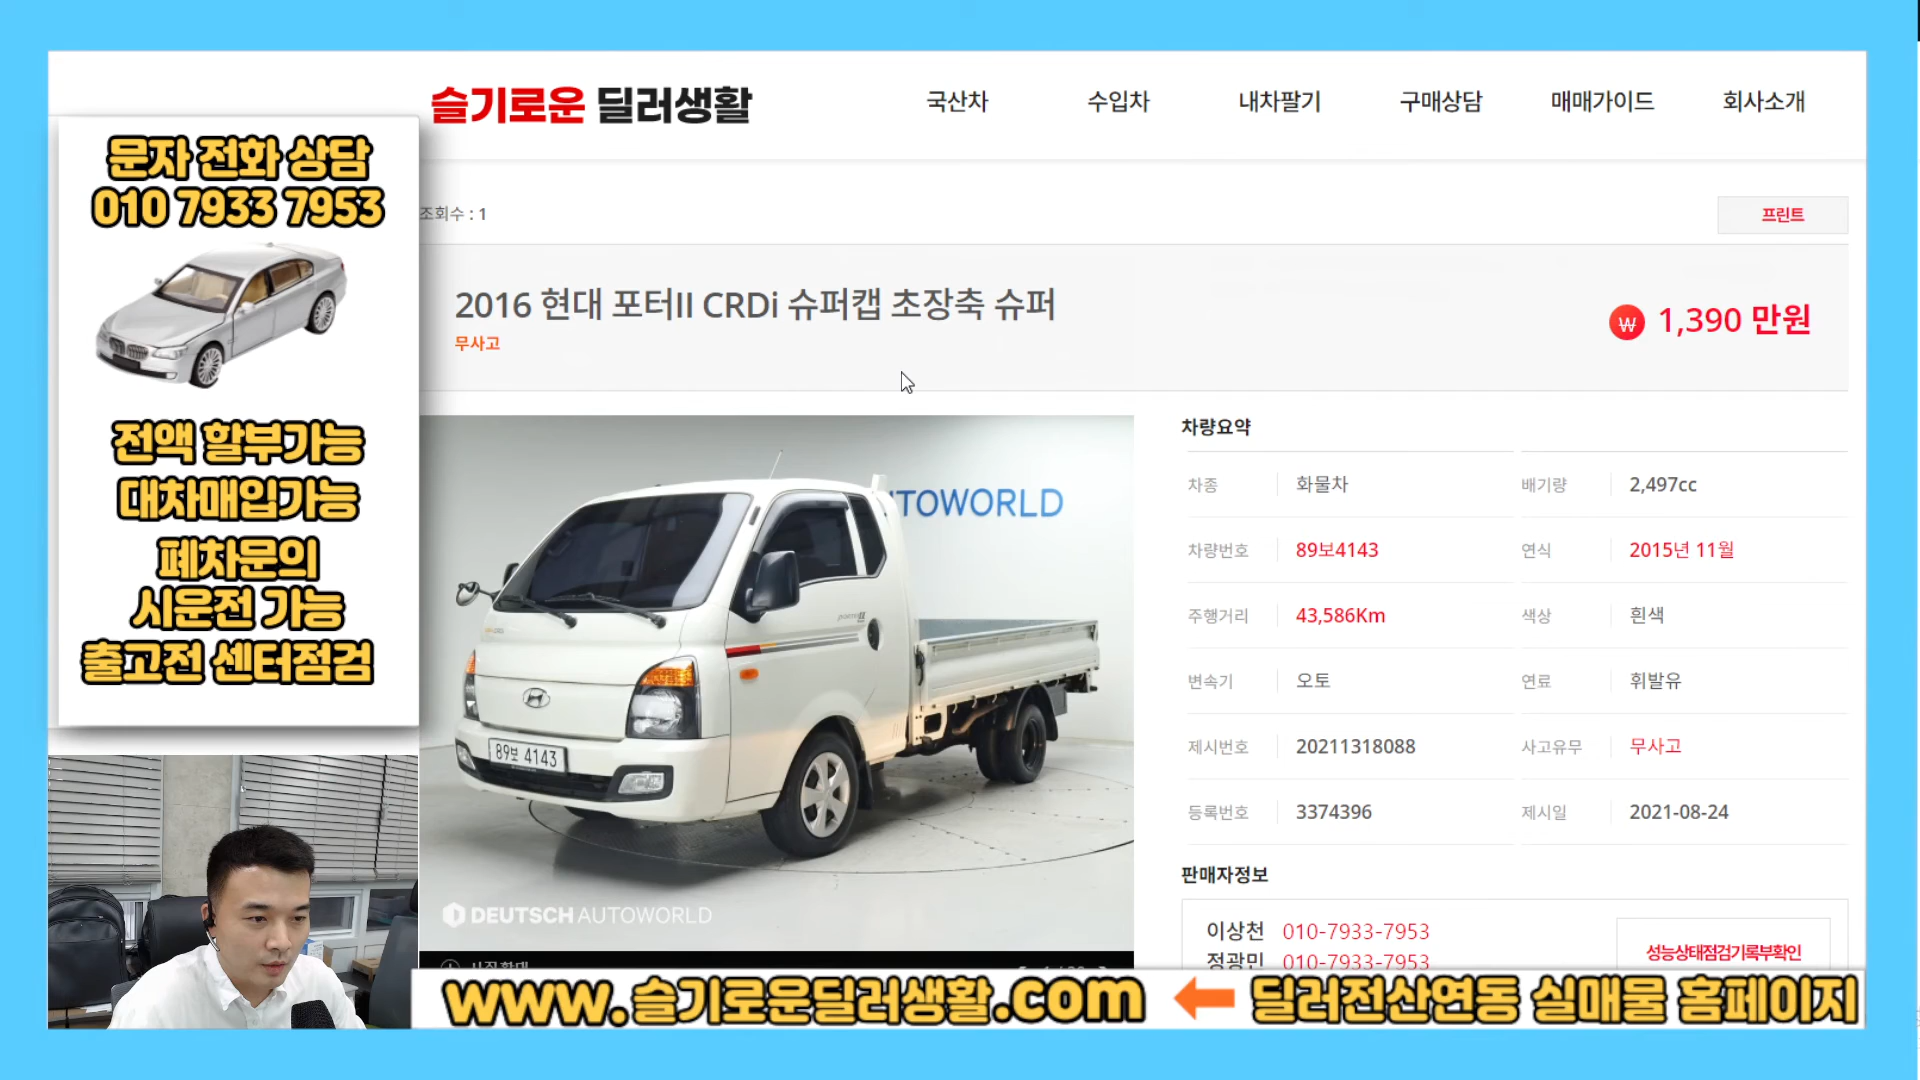 슬기로운 딜러생활
국산차 수입차 내차팔기 구매상담 매매가이드 회사소개
문자 전화 상담
010 7933 7953
전액 할부가능
대차매입가능
폐차문의
시운전 가능
출고전 센터점검
조회수 : 1
프린트
2016 현대 포터II CRDi 슈퍼캡 초장축 슈퍼
무사고
₩ 1,390 만원
TOWORLD
89보 4143
DEUTSCH AUTOWORLD
차량요약
차종 화물차 배기량 2,497cc
차량번호 89보4143 연식 2015년 11월
주행거리 43,586Km 색상 흰색
변속기 오토 연료 휘발유
제시번호 20211318088 사고유무 무사고
등록번호 3374396 제시일 2021-08-24
판매자정보
이상천 010-7933-7953
정광민 010-7933-7953
성능상태점검기록부확인
www.슬기로운딜러생활.com 딜러전산연동 실매물 홈페이지